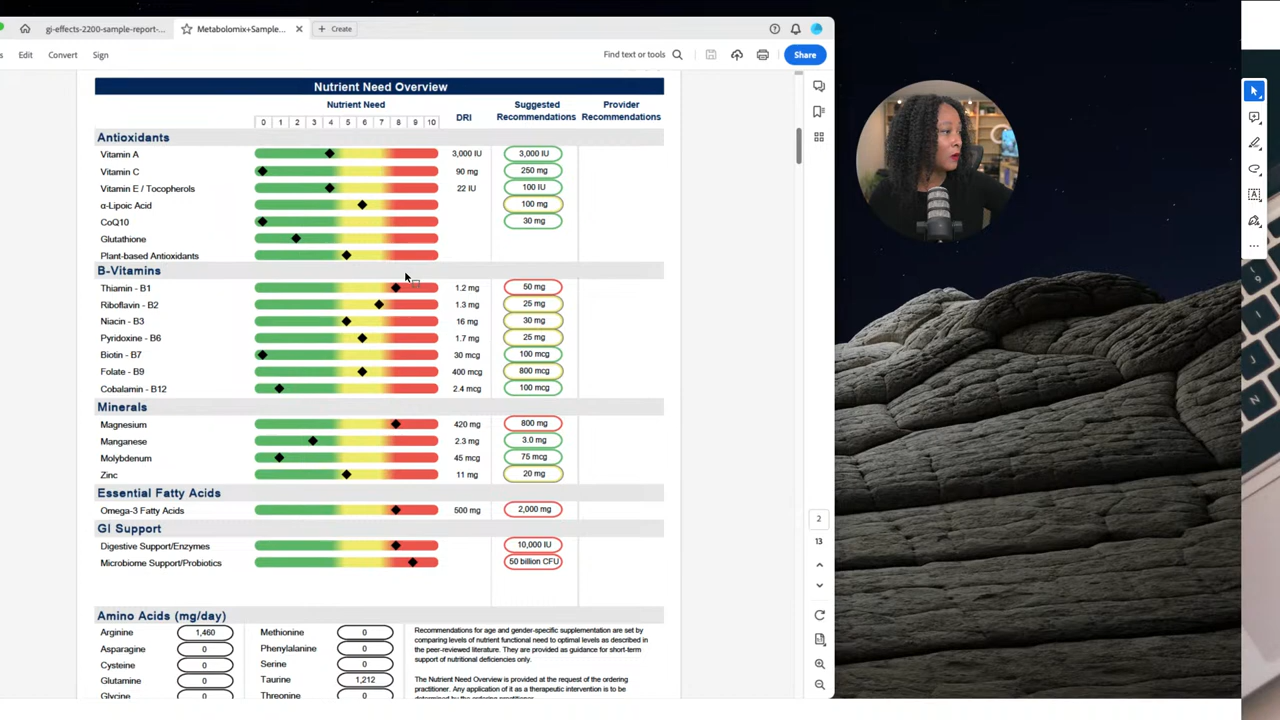 gi-effects-2200-sample-report-...
Metabolomix+Sample...
Create
Edit Convert Sign
Find text or tools
Share
Nutrient Need Overview
Nutrient Need
DRI
Suggested Recommendations
Provider Recommendations
0 1 2 3 4 5 6 7 8 9 10
Antioxidants
Vitamin A 3,000 IU 3,000 IU
Vitamin C 90 mg 250 mg
Vitamin E / Tocopherols 22 IU 100 IU
α-Lipoic Acid 100 mg
CoQ10 30 mg
Glutathione
Plant-based Antioxidants
B-Vitamins
Thiamin - B1 1.2 mg 50 mg
Riboflavin - B2 1.3 mg 25 mg
Niacin - B3 16 mg 30 mg
Pyridoxine - B6 1.7 mg 25 mg
Biotin - B7 30 mcg 100 mcg
Folate - B9 400 mcg 800 mcg
Cobalamin - B12 2.4 mcg 100 mcg
Minerals
Magnesium 420 mg 800 mg
Manganese 2.3 mg 3.0 mg
Molybdenum 45 mcg 75 mcg
Zinc 11 mg 20 mg
Essential Fatty Acids
Omega-3 Fatty Acids 500 mg 2,000 mg
GI Support
Digestive Support/Enzymes 10,000 IU
Microbiome Support/Probiotics 50 billion CFU
Amino Acids (mg/day)
Arginine 1,460 Methionine 0
Asparagine 0 Phenylalanine 0
Cysteine 0 Serine 0
Glutamine 0 Taurine 1,212
Glycine 0 Threonine 0
Recommendations for age and gender-specific supplementation are set by
comparing levels of nutrient functional need to optimal levels as described in
the peer-reviewed literature. They are provided as guidance for short-term
support of nutritional deficiencies only.
The Nutrient Need Overview is provided at the request of the ordering
practitioner. Any application of it as a therapeutic intervention is to be
determined by the ordering practitioner.
2
13